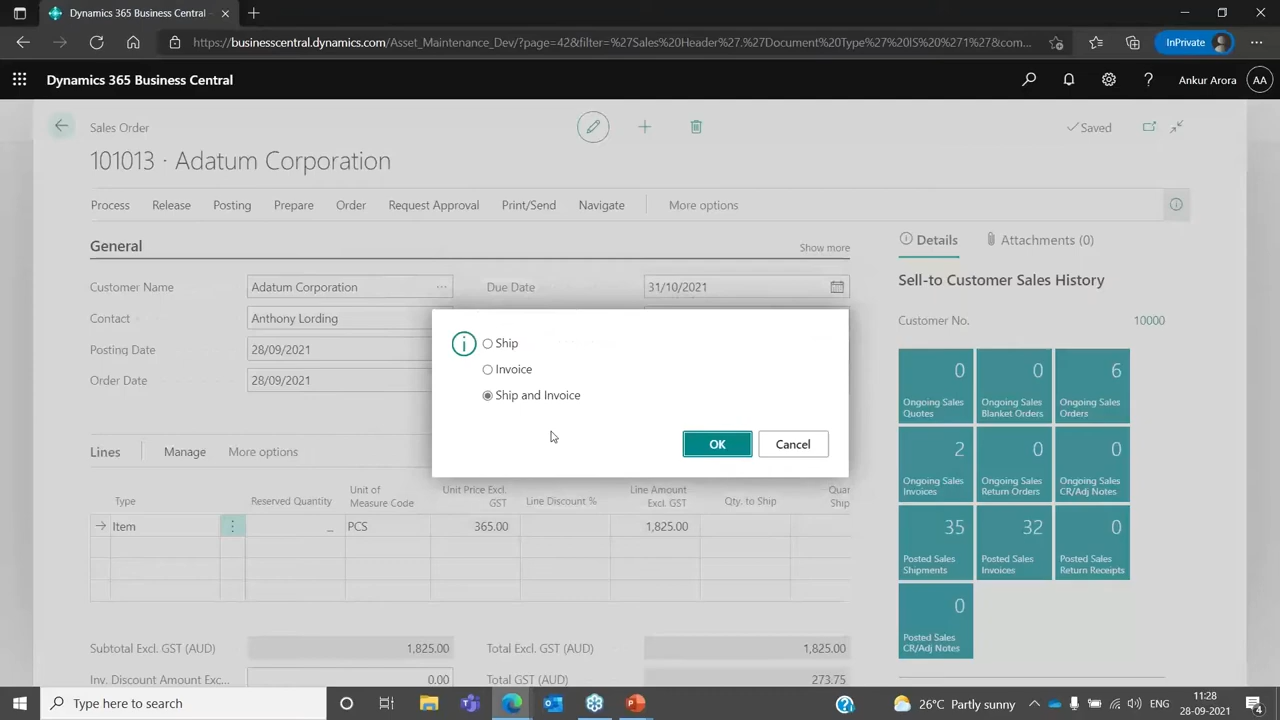 Dynamics 365 Business Central
https://businesscentral.dynamics.com/Asset_Maintenance_Dev/?page=42&filter=%27Sales%20Header%27.%27Document%20Type%27%20IS%20%271%27&com...
InPrivate
Dynamics 365 Business Central
Ankur Arora
AA
Sales Order
Saved
101013 · Adatum Corporation
Process
Release
Posting
Prepare
Order
Request Approval
Print/Send
Navigate
More options
General
Show more
Customer Name
Adatum Corporation
Due Date
31/10/2021
Contact
Anthony Lording
Posting Date
28/09/2021
Order Date
28/09/2021
Ship
Invoice
Ship and Invoice
OK
Cancel
Lines
Manage
More options
Type
Reserved Quantity
Unit of
Measure Code
Unit Price Excl.
GST
Line Discount %
Line Amount
Excl. GST
Qty. to Ship
Quar
Ship
Item
_
PCS
365.00
1,825.00
Subtotal Excl. GST (AUD)
1,825.00
Total Excl. GST (AUD)
1,825.00
Inv. Discount Amount Exc...
0.00
Total GST (AUD)
273.75
Details
Attachments (0)
Sell-to Customer Sales History
Customer No.
10000
0
Ongoing Sales
Quotes
0
Ongoing Sales
Blanket Orders
6
Ongoing Sales
Orders
2
Ongoing Sales
Invoices
0
Ongoing Sales
Return Orders
0
Ongoing Sales
CR/Adj Notes
35
Posted Sales
Shipments
32
Posted Sales
Invoices
0
Posted Sales
Return Receipts
0
Posted Sales
CR/Adj Notes
Type here to search
26°C Partly sunny
ENG
11:28
28-09-2021
4